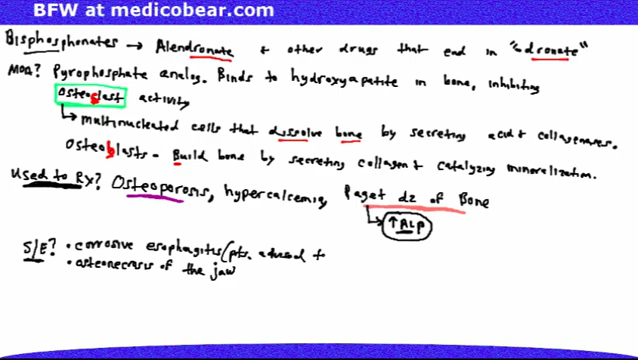 BFW at medicobear.com
Bisphosphonates → Alendronate + other drugs that end in "-dronate"
MOA? Pyrophosphate analog. Binds to hydroxyapatite in bone, inhibiting
Osteoclast activity
↳ multinucleated cells that dissolve bone by secreting acid & collagenases.
Osteoblasts - Build bone by secreting collagen & catalyzing mineralization.
Used to Rx? Osteoporosis, hypercalcemia, Paget dz of Bone
↳ ↑ALP
S/E? • corrosive esophagitis (pts. advised to
• osteonecrosis of the jaw